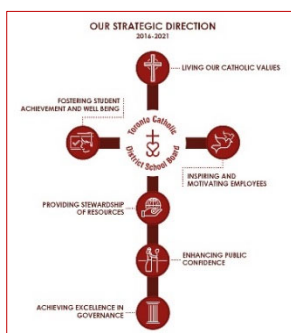 OUR STRATEGIC DIRECTION
2016-2021
LIVING OUR CATHOLIC VALUES
FOSTERING STUDENT
ACHIEVEMENT AND WELL BEING
Toronto Catholic
District School Board
INSPIRING AND
MOTIVATING EMPLOYEES
PROVIDING STEWARDSHIP
OF RESOURCES
ENHANCING PUBLIC
CONFIDENCE
ACHIEVING EXCELLENCE IN
GOVERNANCE